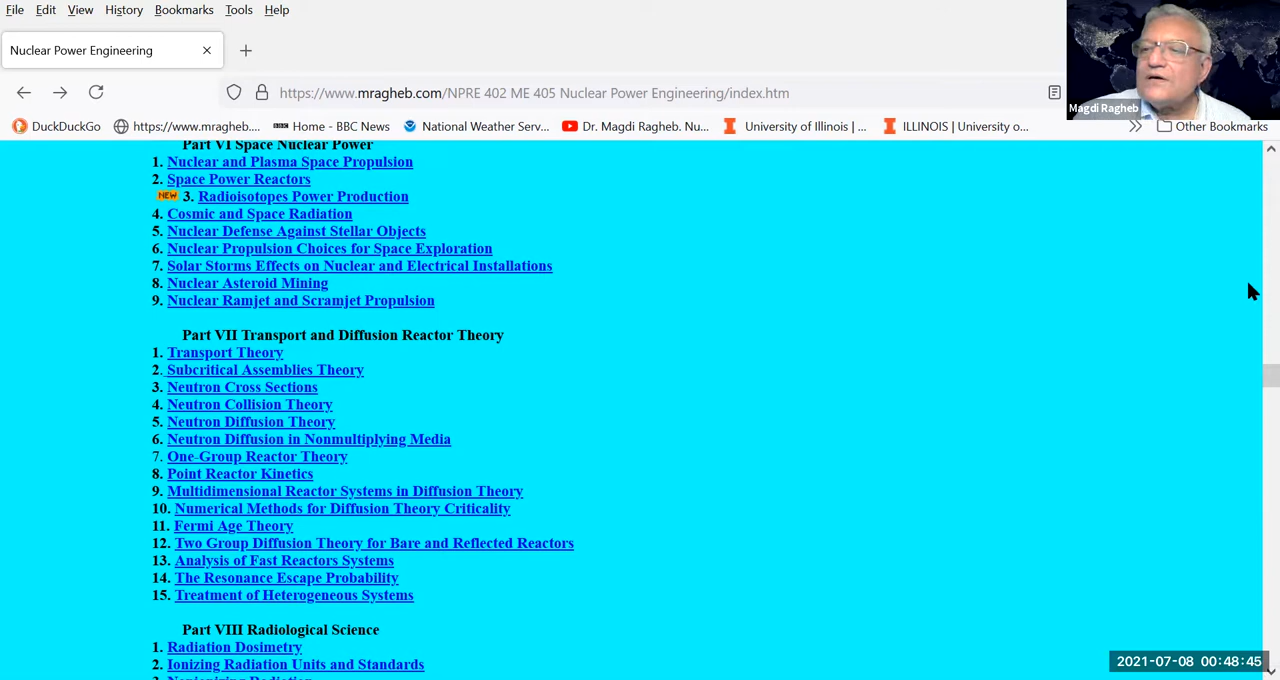 File Edit View History Bookmarks Tools Help
Nuclear Power Engineering
https://www.mragheb.com/NPRE 402 ME 405 Nuclear Power Engineering/index.htm
Magdi Ragheb
DuckDuckGo https://www.mragheb.... BBC Home - BBC News National Weather Serv... Dr. Magdi Ragheb. Nu... University of Illinois | ... ILLINOIS | University o... Other Bookmarks
Part VI Space Nuclear Power
1. Nuclear and Plasma Space Propulsion
2. Space Power Reactors
NEW 3. Radioisotopes Power Production
4. Cosmic and Space Radiation
5. Nuclear Defense Against Stellar Objects
6. Nuclear Propulsion Choices for Space Exploration
7. Solar Storms Effects on Nuclear and Electrical Installations
8. Nuclear Asteroid Mining
9. Nuclear Ramjet and Scramjet Propulsion
Part VII Transport and Diffusion Reactor Theory
1. Transport Theory
2. Subcritical Assemblies Theory
3. Neutron Cross Sections
4. Neutron Collision Theory
5. Neutron Diffusion Theory
6. Neutron Diffusion in Nonmultiplying Media
7. One-Group Reactor Theory
8. Point Reactor Kinetics
9. Multidimensional Reactor Systems in Diffusion Theory
10. Numerical Methods for Diffusion Theory Criticality
11. Fermi Age Theory
12. Two Group Diffusion Theory for Bare and Reflected Reactors
13. Analysis of Fast Reactors Systems
14. The Resonance Escape Probability
15. Treatment of Heterogeneous Systems
Part VIII Radiological Science
1. Radiation Dosimetry
2. Ionizing Radiation Units and Standards
3. Nonionizing Radiation
2021-07-08 00:48:45